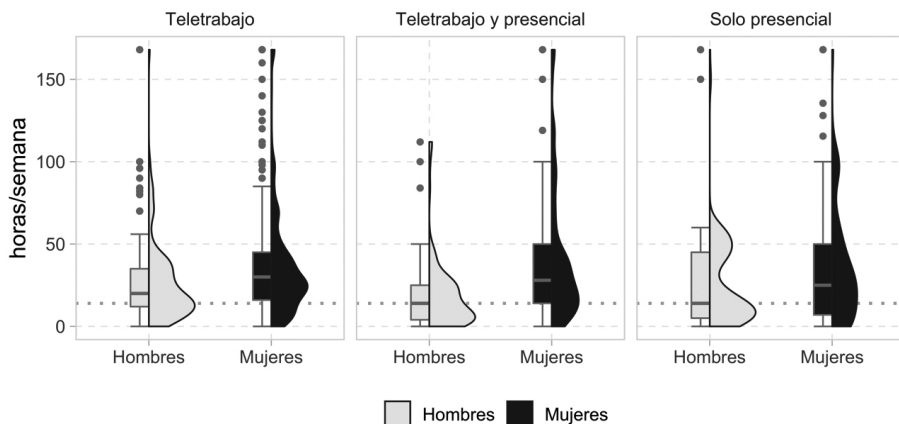 Teletrabajo
Teletrabajo y presencial
Solo presencial
horas/semana
150
100
50
0
Hombres Mujeres
Hombres Mujeres
Hombres Mujeres
Hombres Mujeres